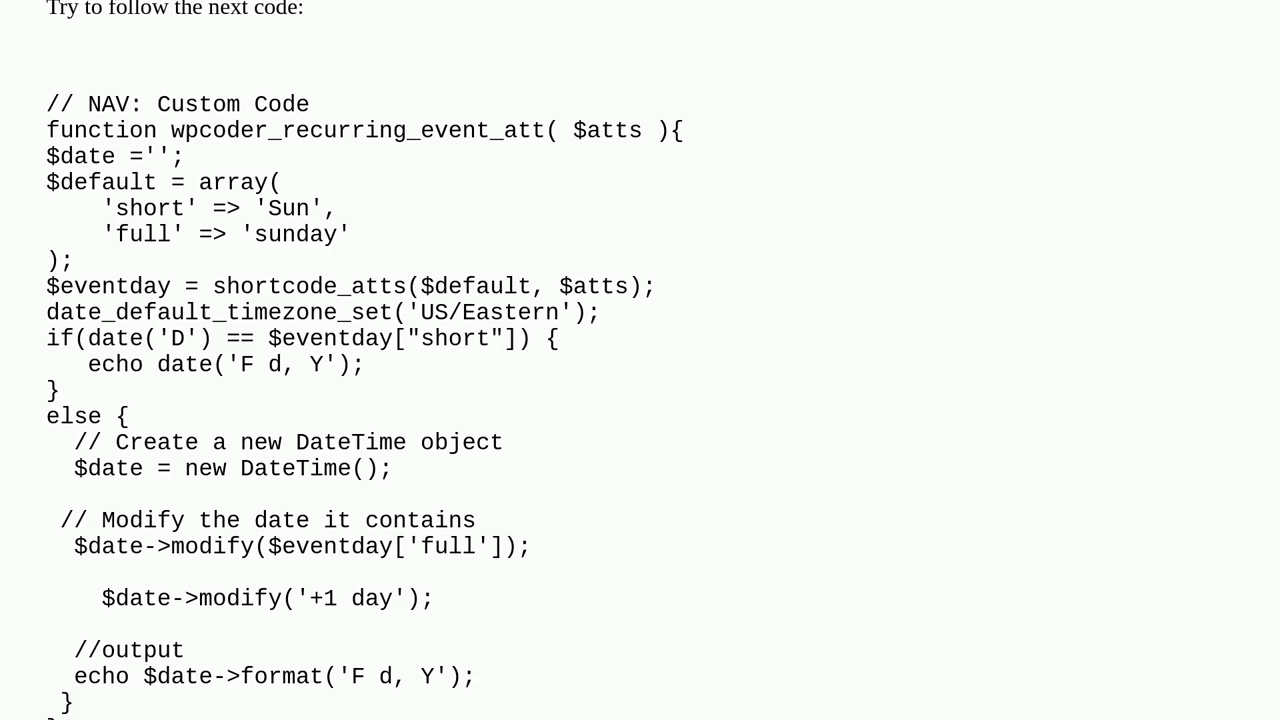 Try to follow the next code:
// NAV: Custom Code
function wpcoder_recurring_event_att( $atts ){
$date ='';
$default = array(
    'short' => 'Sun',
    'full' => 'sunday'
);
$eventday = shortcode_atts($default, $atts);
date_default_timezone_set('US/Eastern');
if(date('D') == $eventday["short"]) {
   echo date('F d, Y');
}
else {
  // Create a new DateTime object
  $date = new DateTime();
 // Modify the date it contains
  $date->modify($eventday['full']);
    $date->modify('+1 day');
  //output
  echo $date->format('F d, Y');
 }